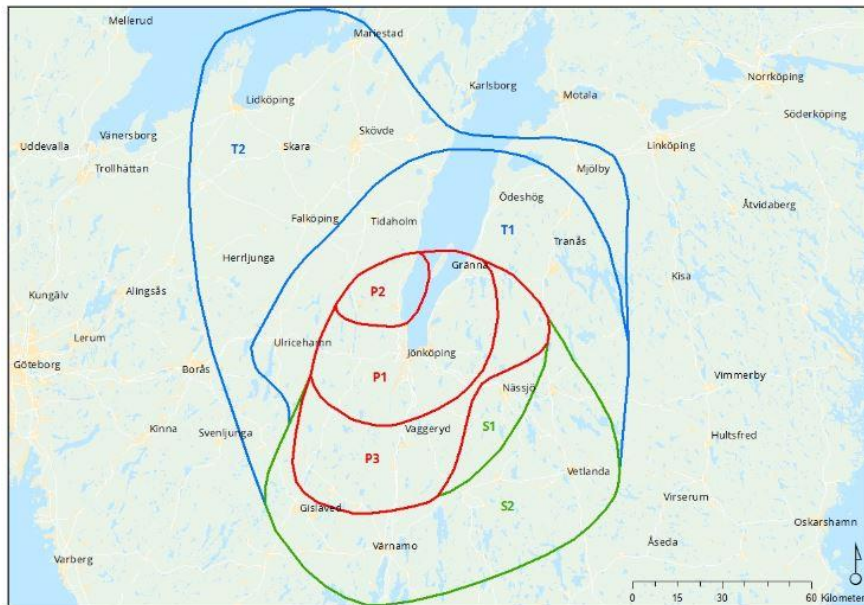 Mellerud
Mariestad
Karlsborg
Norrköping
Lidköping
Motala
Söderköping
Uddevalla
Vänersborg
T2
Skara
Skövde
Linköping
Trollhättan
Mjölby
Ödeshög
Åtvidaberg
Falköping
Tidaholm
T1
Tranås
Herrljunga
Gränna
Kisa
Kungälv
Alingsås
P2
Lerum
Ulricehamn
Jönköping
Göteborg
Borås
P1
Nässjö
Vimmerby
Kinna
Svenljunga
Vaggeryd
S1
Hultsfred
P3
Vetlanda
Gislaved
S2
Virserum
Oskarshamn
Varberg
Värnamo
Åseda
0 15 30 60 Kilometer